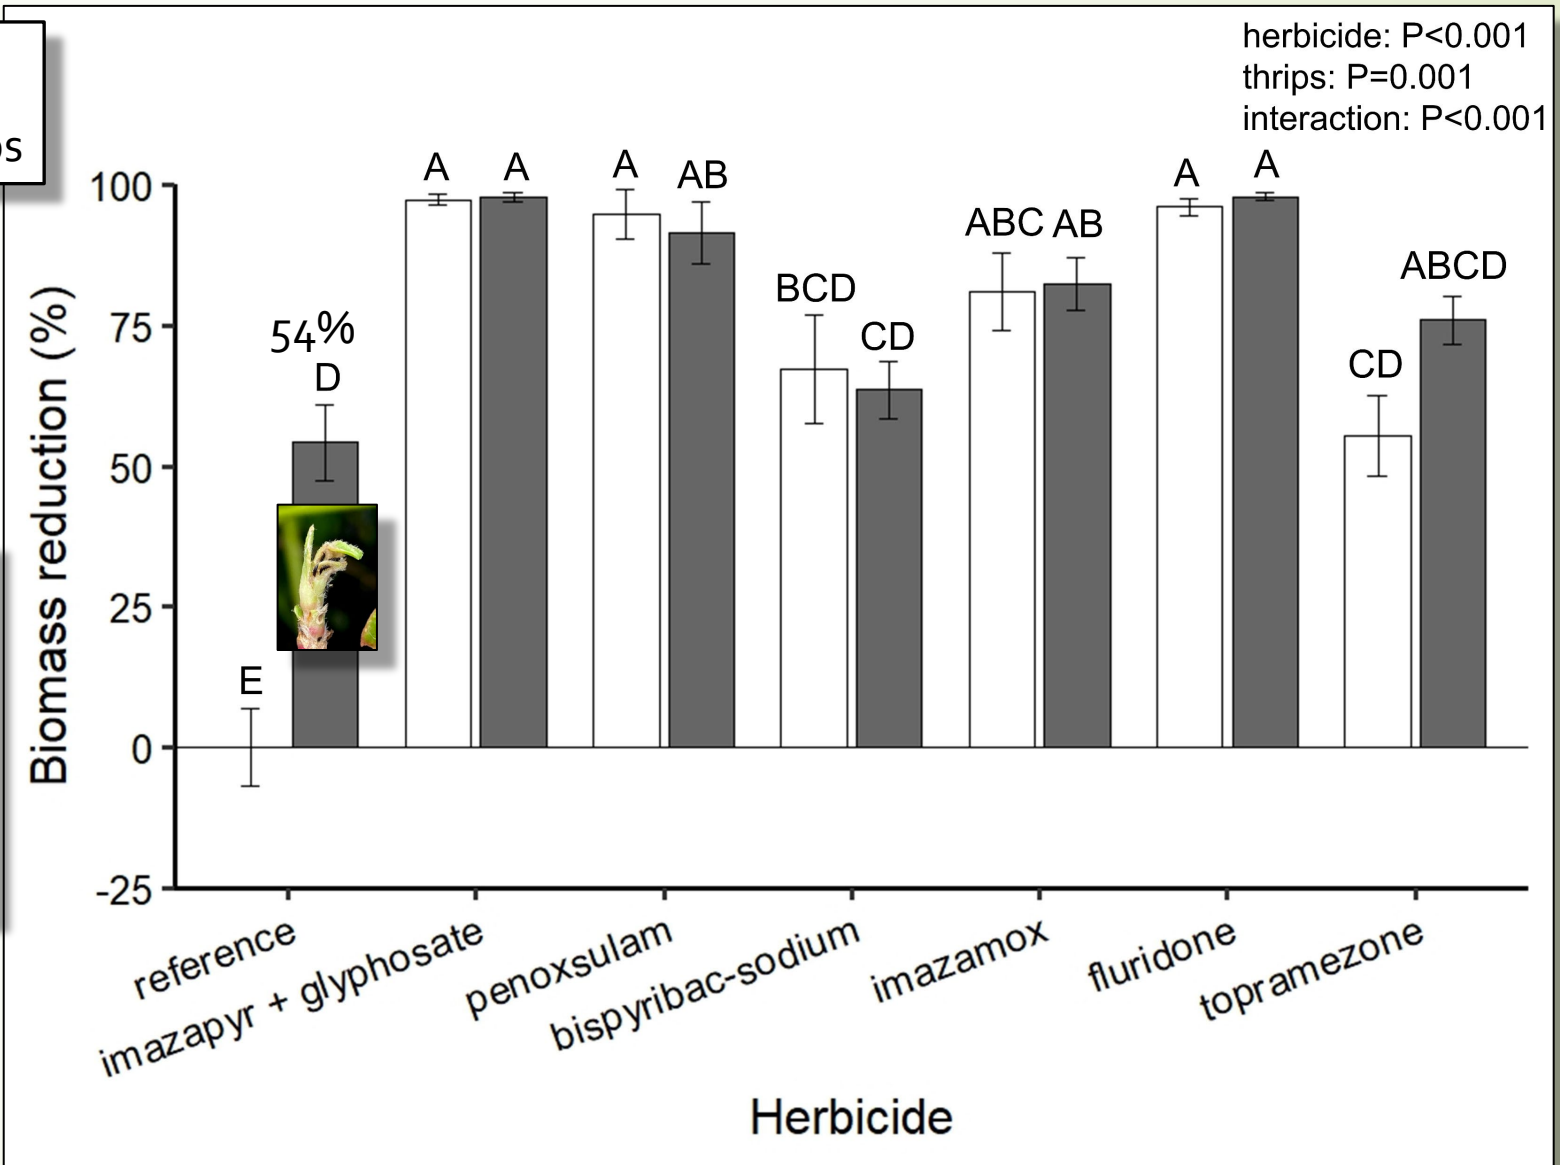 herbicide: P<0.001
thrips: P=0.001
interaction: P<0.001
Biomass reduction (%)
100
75
50
25
0
-25
E
54%
D
A A
A AB
BCD CD
ABC AB
A A
CD ABCD
reference
imazapyr + glyphosate
penoxsulam
bispyribac-sodium
imazamox
fluridone
topramezone
Herbicide